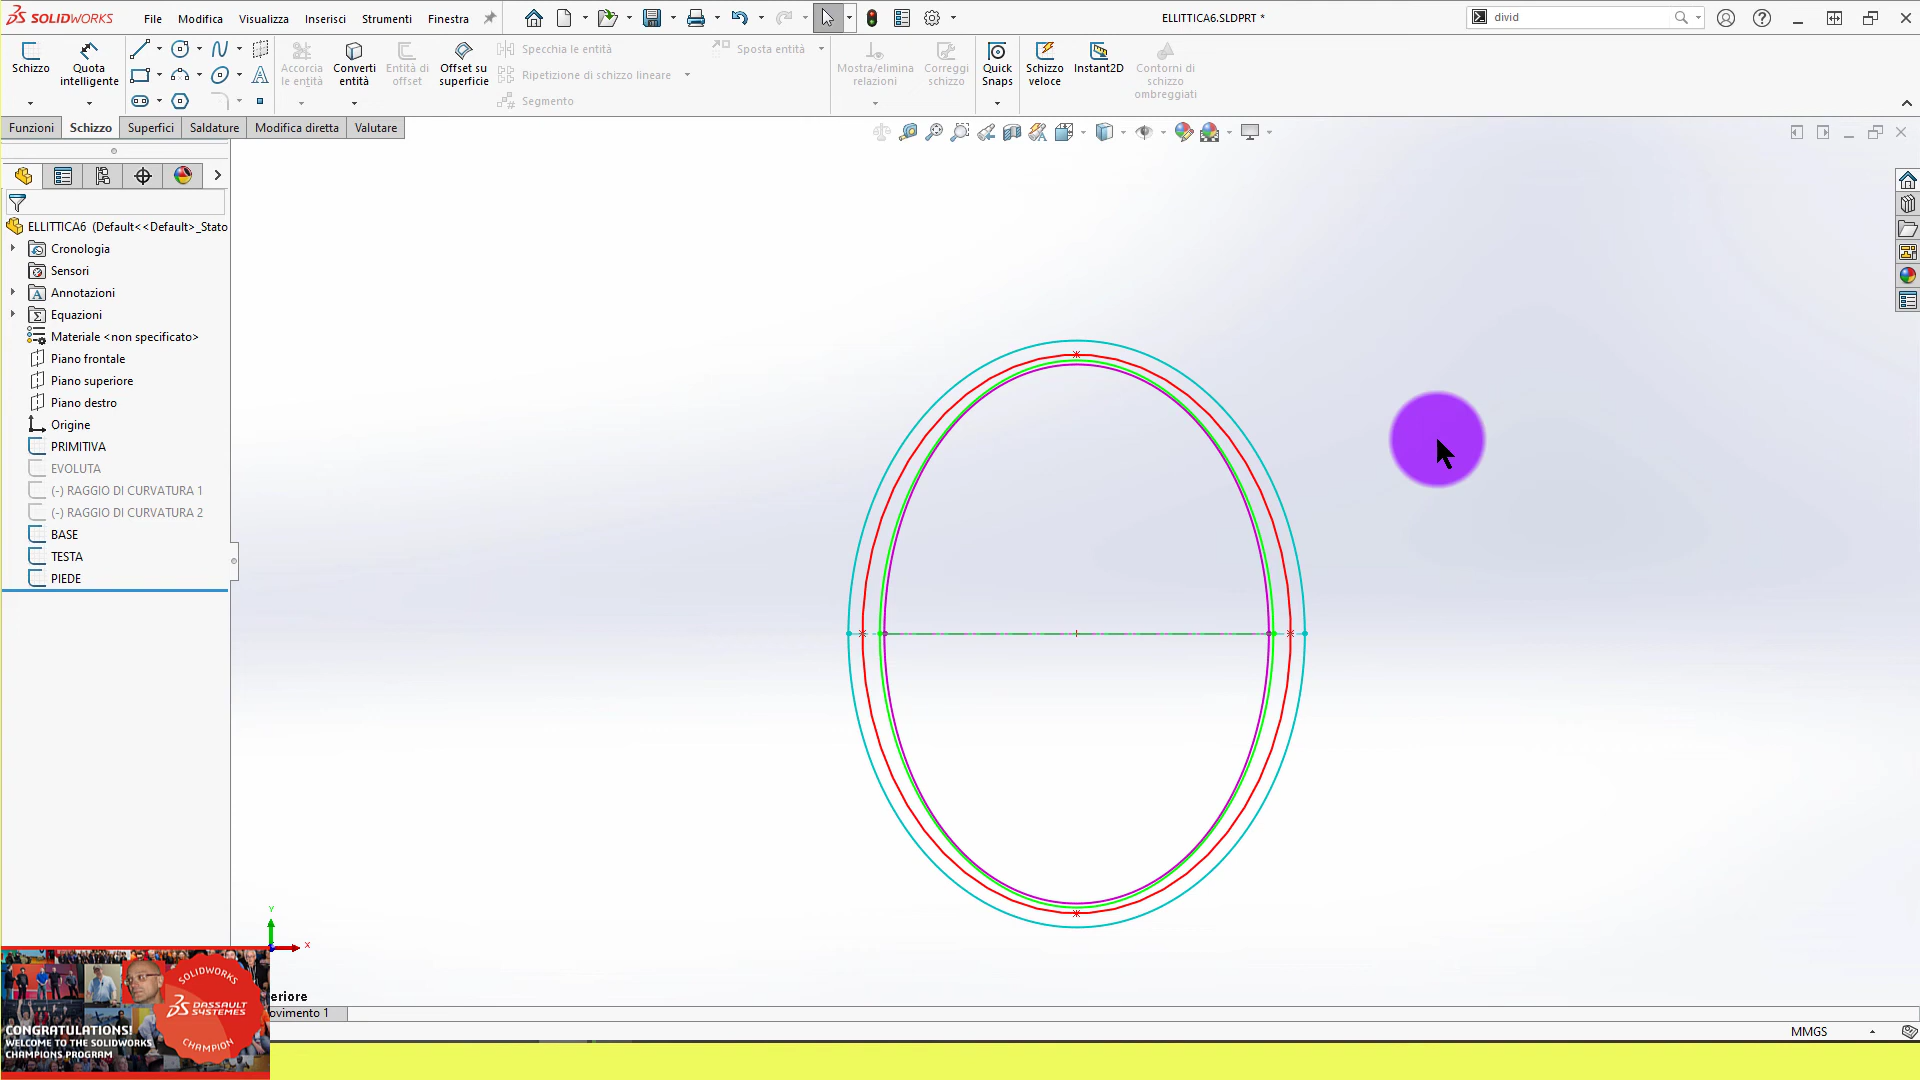 SOLIDWORKS
File
Modifica
Visualizza
Inserisci
Strumenti
Finestra
ELLITTICA6.SLDPRT *
divid
Schizzo
Quota
intelligente
Accorcia
le entità
Converti
entità
Entità di
offset
Offset su
superficie
Specchia le entità
Ripetizione di schizzo lineare
Segmento
Sposta entità
Mostra/elimina
relazioni
Correggi
schizzo
Quick
Snaps
Schizzo
veloce
Instant2D
Contorni di
schizzo
ombreggiati
Funzioni
Schizzo
Superfici
Saldature
Modifica diretta
Valutare
ELLITTICA6 (Default<<Default>_Stato
Cronologia
Sensori
Annotazioni
Equazioni
Materiale <non specificato>
Piano frontale
Piano superiore
Piano destro
Origine
PRIMITIVA
EVOLUTA
(-) RAGGIO DI CURVATURA 1
(-) RAGGIO DI CURVATURA 2
BASE
TESTA
PIEDE
Y
X
eriore
ovimento 1
MMGS
SOLIDWORKS
DASSAULT
SYSTEMES
CHAMPION
CONGRATULATIONS!
WELCOME TO THE SOLIDWORKS
CHAMPIONS PROGRAM